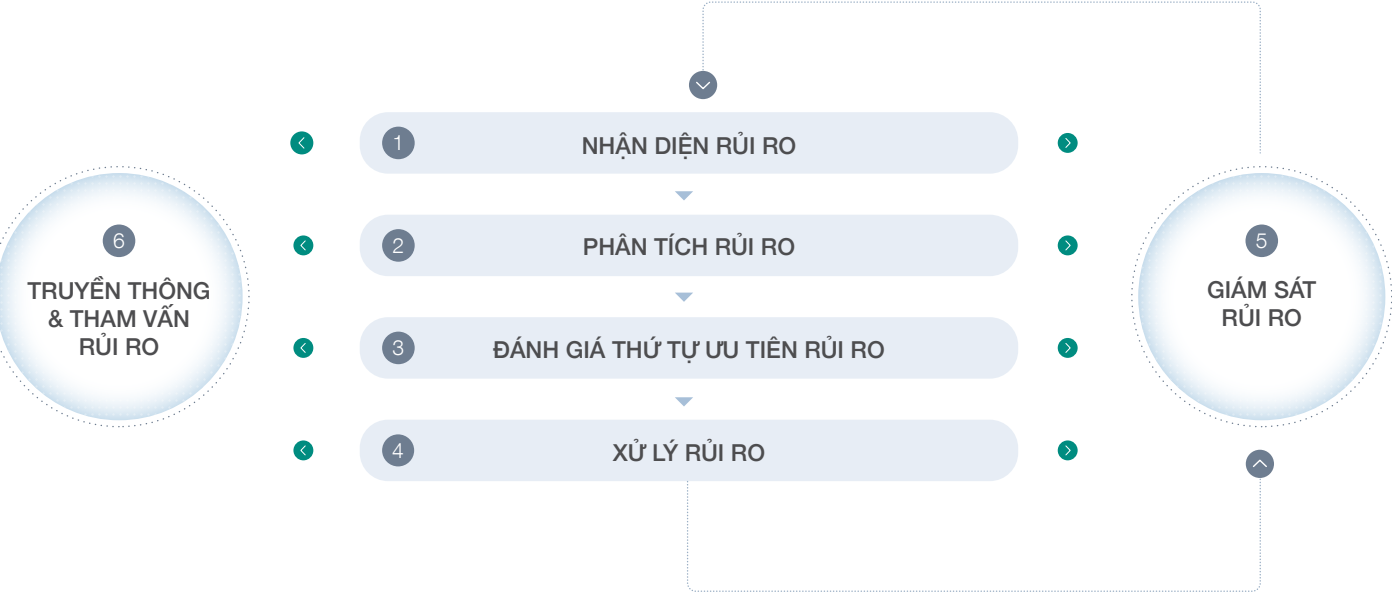 1 NHẬN DIỆN RỦI RO
2 PHÂN TÍCH RỦI RO
3 ĐÁNH GIÁ THỨ TỰ ƯU TIÊN RỦI RO
4 XỬ LÝ RỦI RO
5
GIÁM SÁT
RỦI RO
6
TRUYỀN THÔNG
& THAM VẤN
RỦI RO